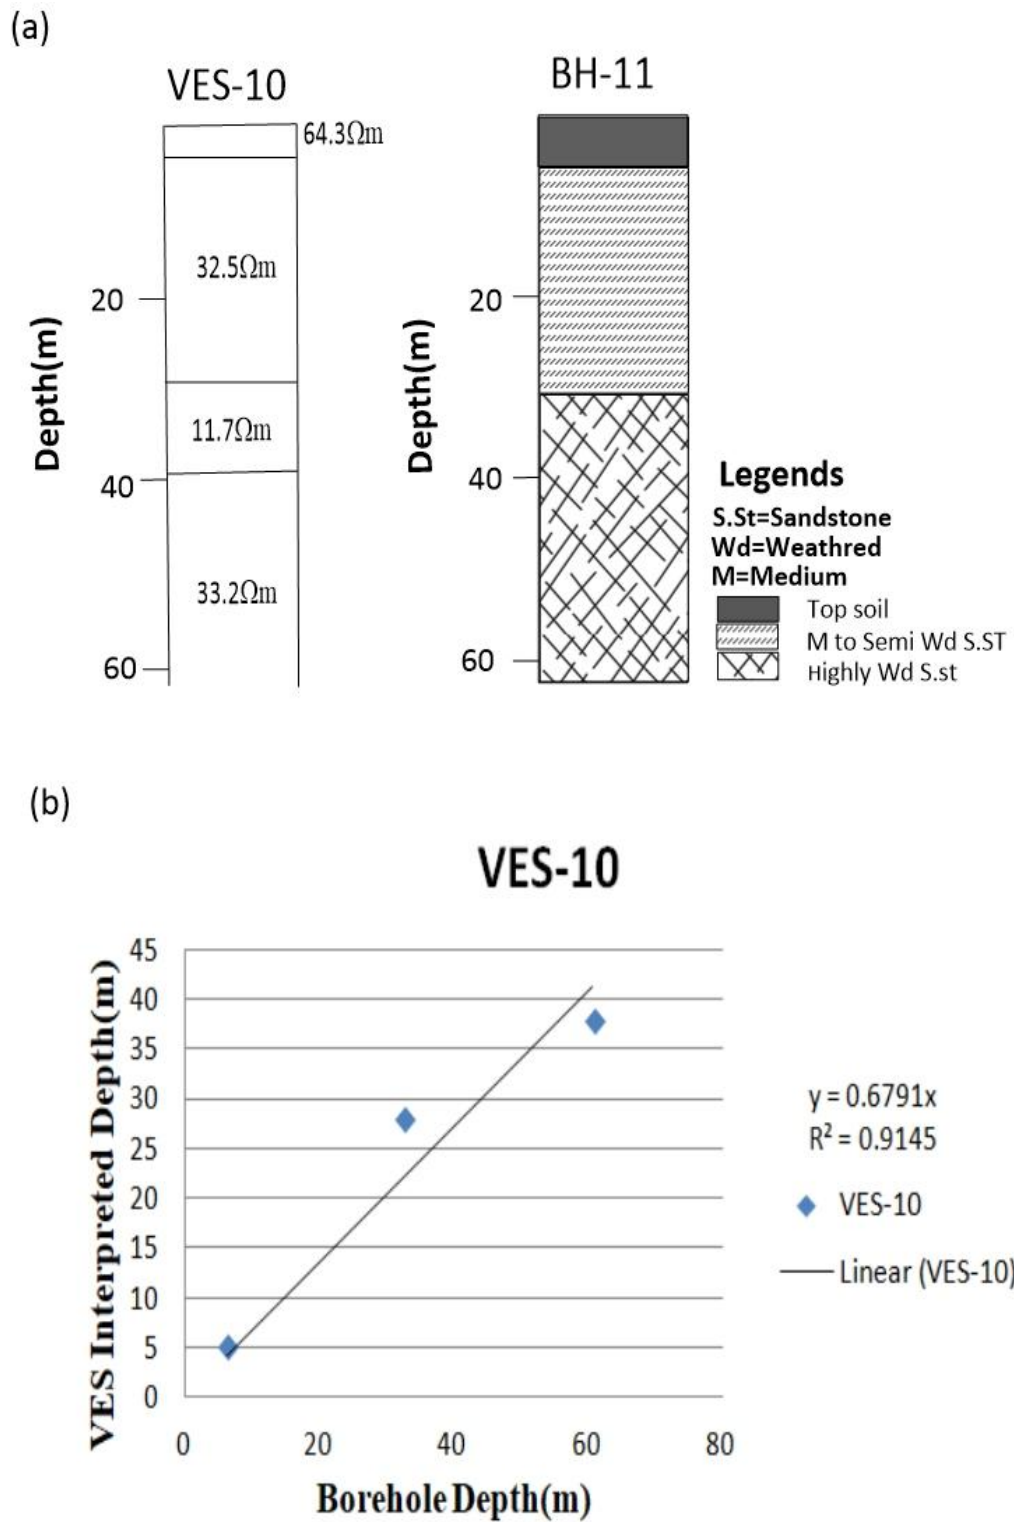 (a)
VES-10
BH-11
64.3Ωm
32.5Ωm
11.7Ωm
33.2Ωm
20
40
60
Depth(m)
20
40
60
Depth(m)
Legends
S.St=Sandstone
Wd=Weathred
M=Medium
Top soil
M to Semi Wd S.ST
Highly Wd S.st
(b)
VES-10
VES Interpreted Depth(m)
45
40
35
30
25
20
15
10
5
0
0 20 40 60 80
Borehole Depth(m)
y = 0.6791x
R² = 0.9145
VES-10
Linear (VES-10)